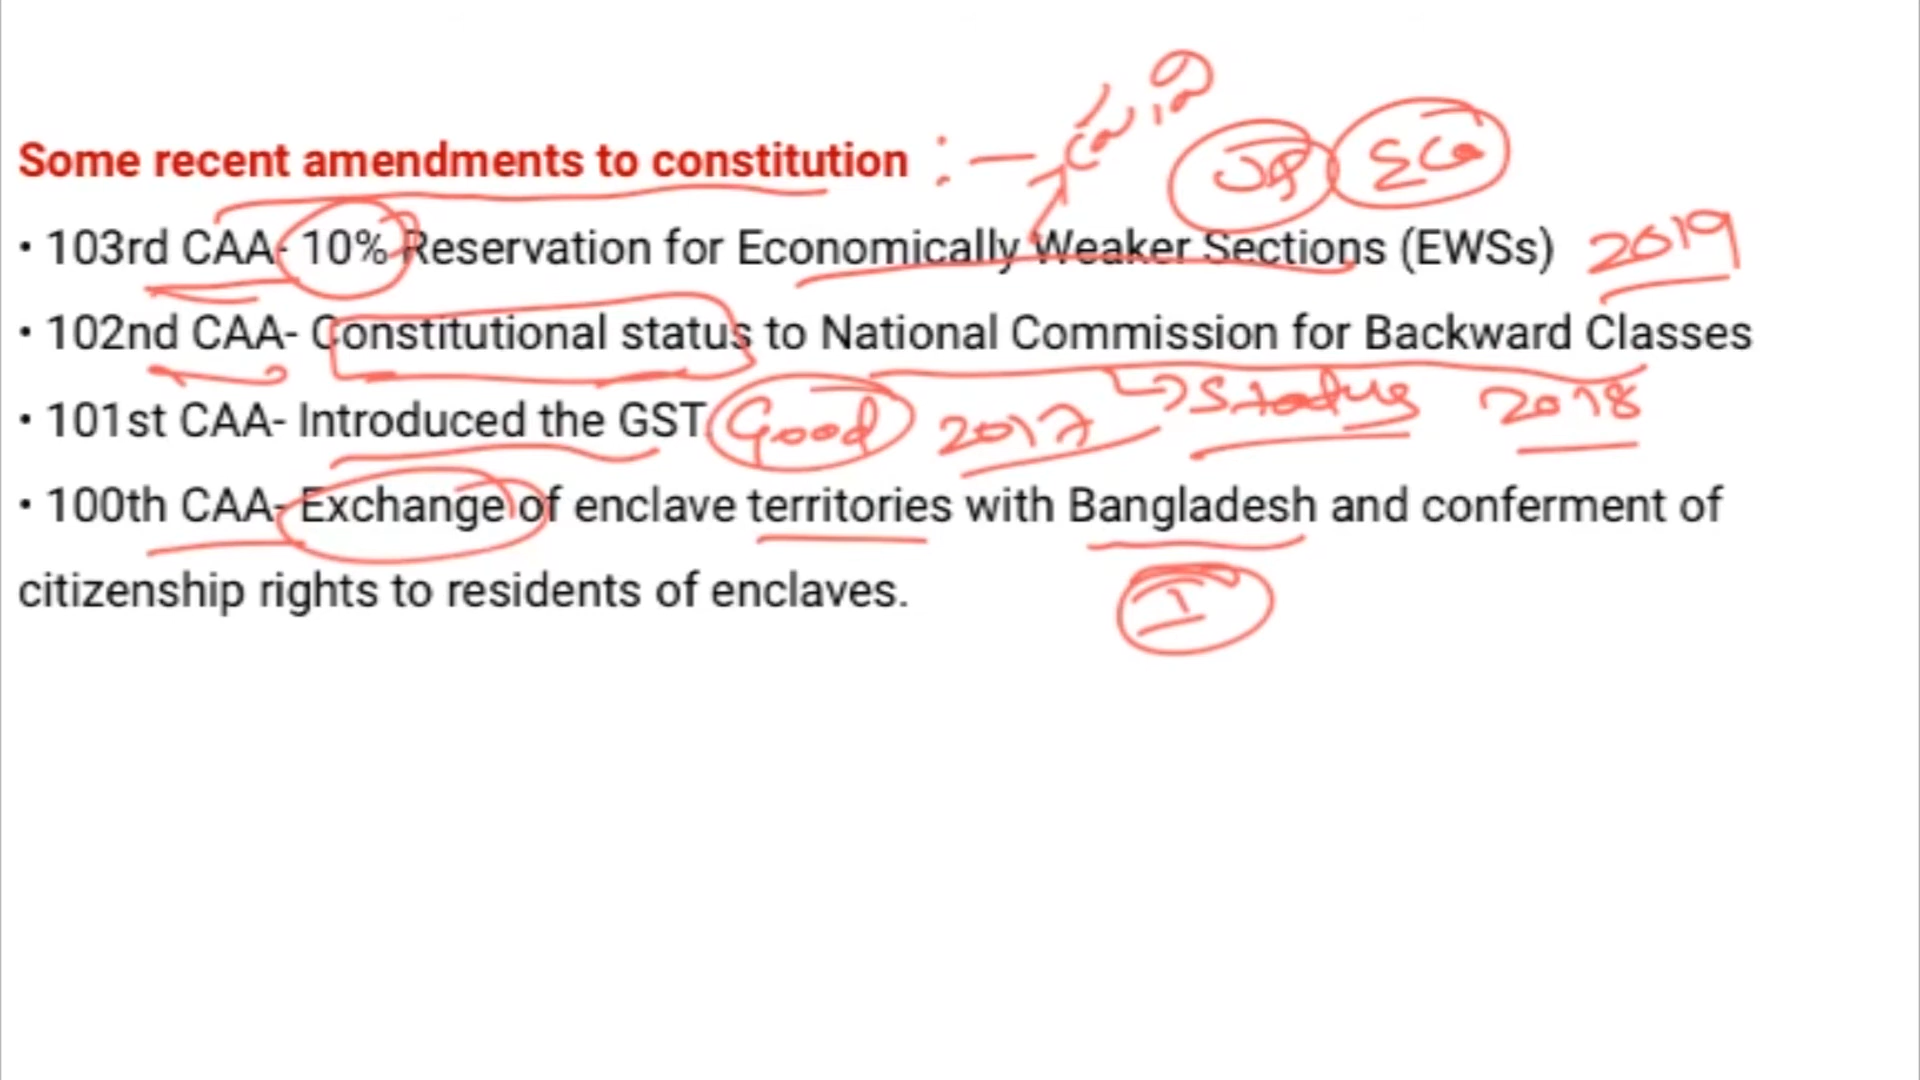 Some recent amendments to constitution :-
• 103rd CAA- 10% Reservation for Economically Weaker Sections (EWSs) 2019
• 102nd CAA- Constitutional status to National Commission for Backward Classes
• 101st CAA- Introduced the GST Good 2017 → Status 2018
• 100th CAA- Exchange of enclave territories with Bangladesh and conferment of
citizenship rights to residents of enclaves.
I